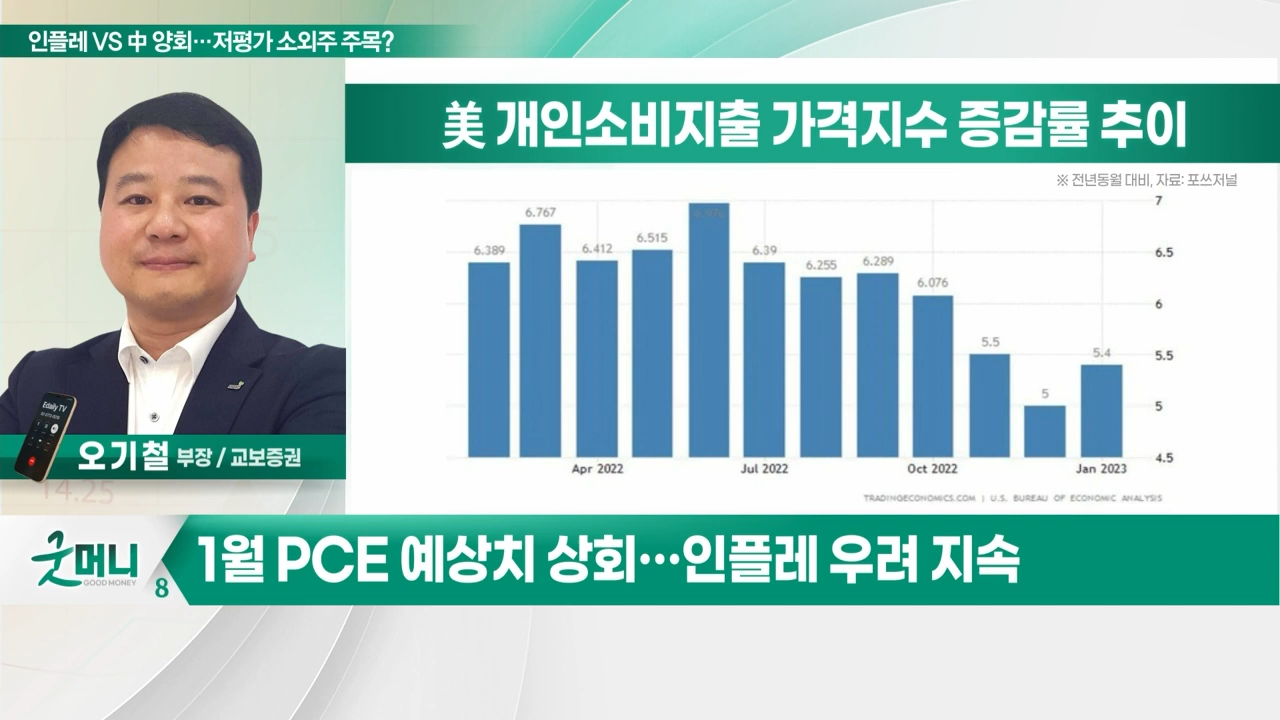 인플레 VS 中 양회…저평가 소외주 주목?
美 개인소비지출 가격지수 증감률 추이
※ 전년동월 대비, 자료: 포쓰저널
6.389
6.767
6.412
6.515
6.39
6.255
6.289
6.076
5.5
5
5.4
7
6.5
6
5.5
5
4.5
Apr 2022
Jul 2022
Oct 2022
Jan 2023
TRADINGECONOMICS.COM | U.S. BUREAU OF ECONOMIC ANALYSIS
Edaily TV
오기철 부장 / 교보증권
14.25
굿머니
GOOD MONEY
8
1월 PCE 예상치 상회…인플레 우려 지속